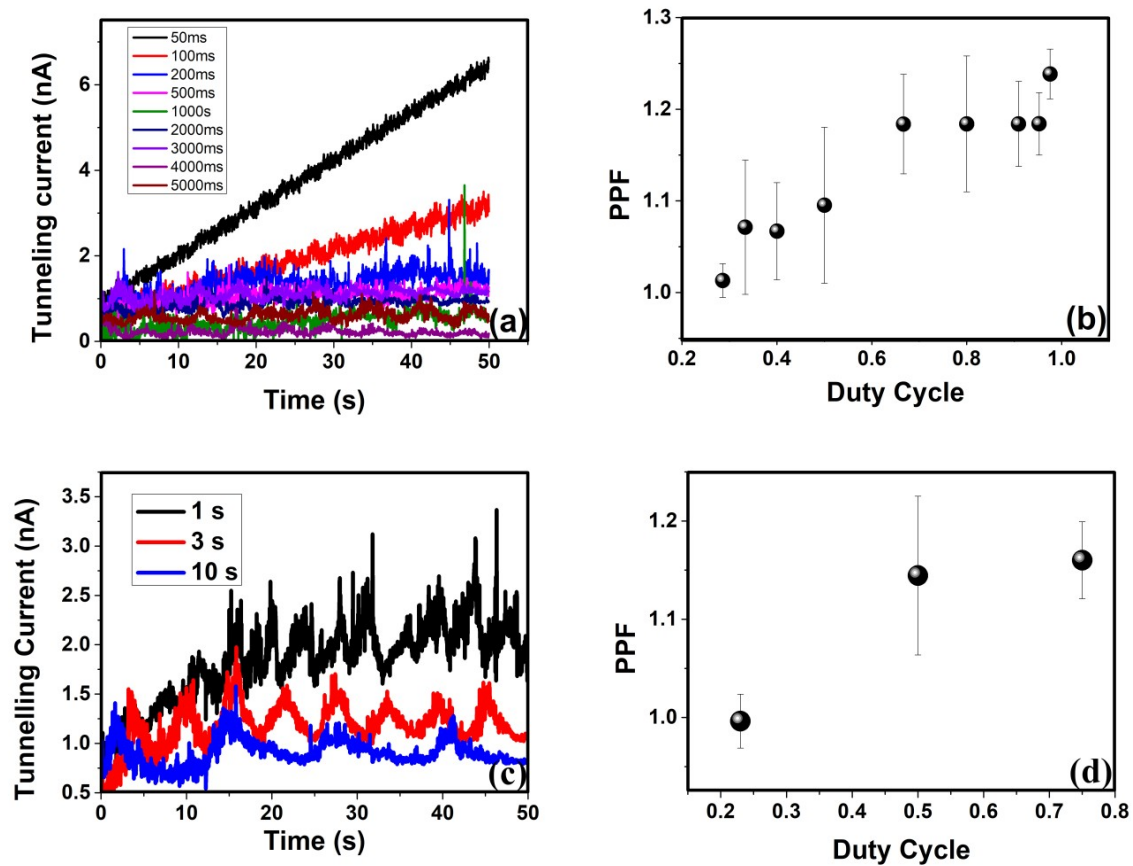 Tunneling current (nA)
6
4
2
0
50ms
100ms
200ms
500ms
1000s
2000ms
3000ms
4000ms
5000ms
(a)
0 10 20 30 40 50
Time (s)
PPF
1.3
1.2
1.1
1.0
(b)
0.2 0.4 0.6 0.8 1.0
Duty Cycle
Tunnelling Current (nA)
3.5
3.0
2.5
2.0
1.5
1.0
0.5
1 s
3 s
10 s
(c)
0 10 20 30 40 50
Time (s)
PPF
1.2
1.1
1.0
(d)
0.2 0.3 0.4 0.5 0.6 0.7 0.8
Duty Cycle